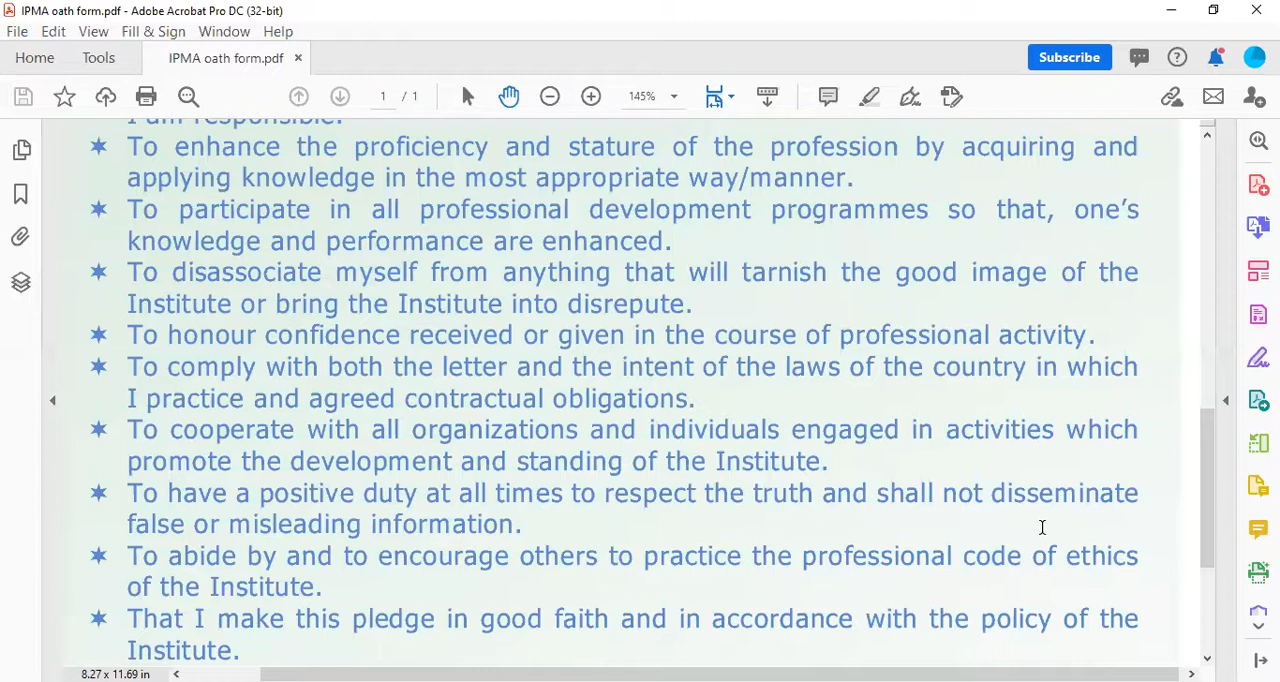 IPMA oath form.pdf - Adobe Acrobat Pro DC (32-bit)
File Edit View Fill & Sign Window Help
Home Tools IPMA oath form.pdf × Subscribe
1 / 1 145%
I am responsible.
✶ To enhance the proficiency and stature of the profession by acquiring and
applying knowledge in the most appropriate way/manner.
✶ To participate in all professional development programmes so that, one’s
knowledge and performance are enhanced.
✶ To disassociate myself from anything that will tarnish the good image of the
Institute or bring the Institute into disrepute.
✶ To honour confidence received or given in the course of professional activity.
✶ To comply with both the letter and the intent of the laws of the country in which
I practice and agreed contractual obligations.
✶ To cooperate with all organizations and individuals engaged in activities which
promote the development and standing of the Institute.
✶ To have a positive duty at all times to respect the truth and shall not disseminate
false or misleading information.
✶ To abide by and to encourage others to practice the professional code of ethics
of the Institute.
✶ That I make this pledge in good faith and in accordance with the policy of the
Institute.
8.27 x 11.69 in